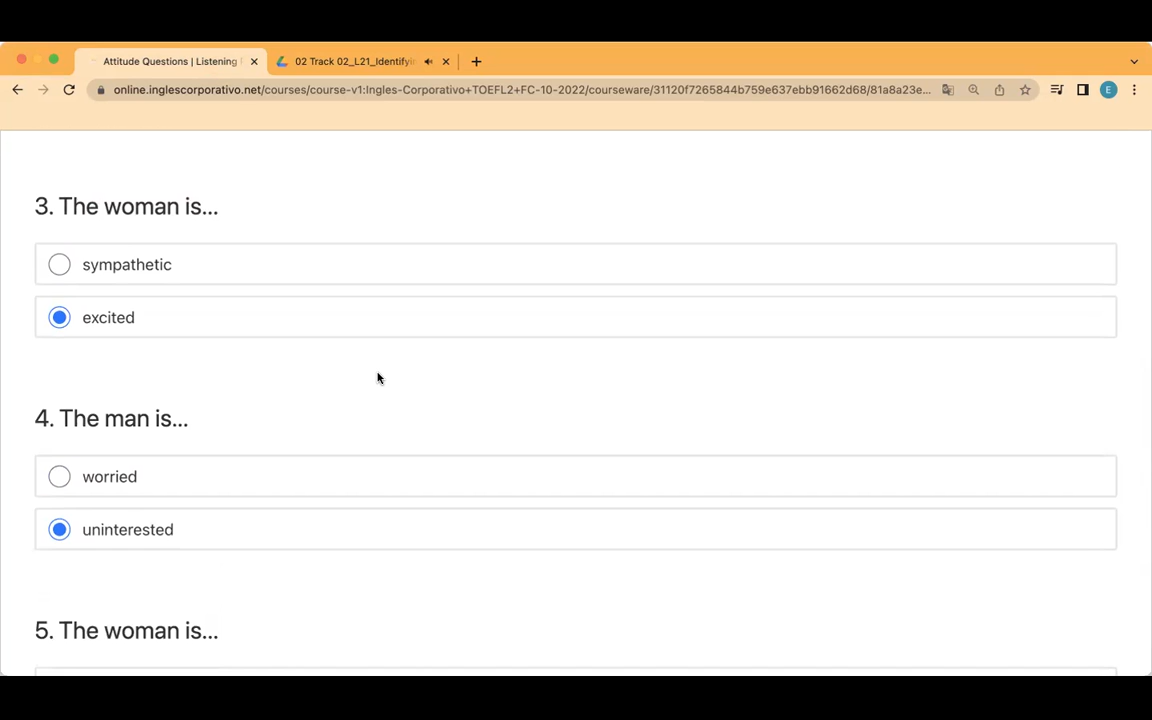 Attitude Questions | Listening
02 Track 02_L21_Identifyin
online.inglescorporativo.net/courses/course-v1:Ingles-Corporativo+TOEFL2+FC-10-2022/courseware/31120f7265844b759e637ebb91662d68/81a8a23e...
E
3. The woman is...
sympathetic
excited
4. The man is...
worried
uninterested
5. The woman is...